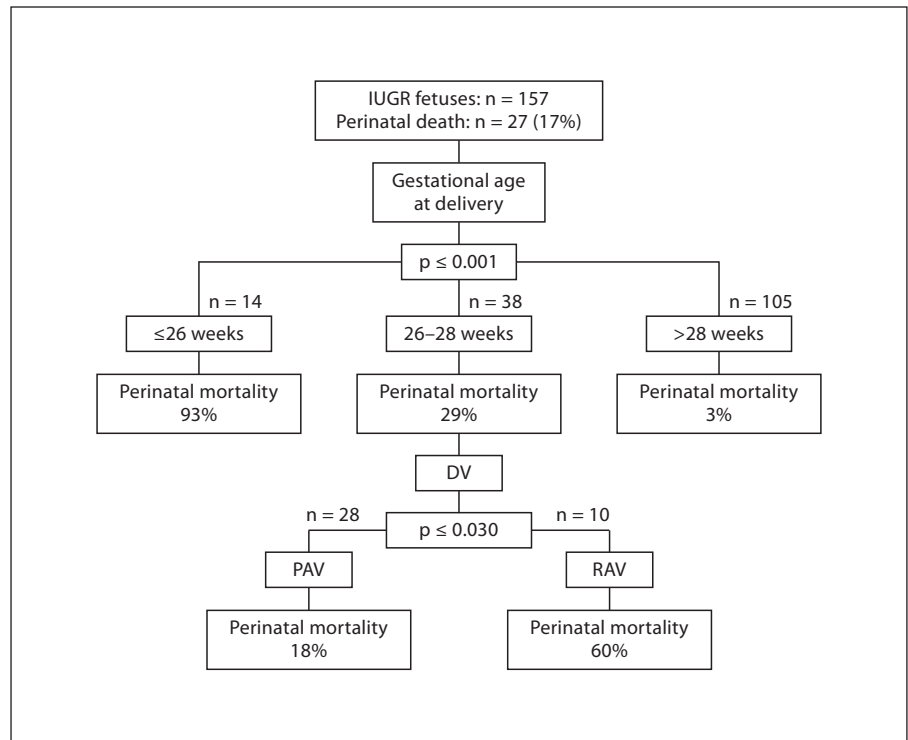 IUGR fetuses: n = 157
Perinatal death: n = 27 (17%)
Gestational age
at delivery
p ≤ 0.001
n = 14
n = 38
n = 105
≤26 weeks
26–28 weeks
>28 weeks
Perinatal mortality
93%
Perinatal mortality
29%
Perinatal mortality
3%
DV
n = 28
p ≤ 0.030
n = 10
PAV
RAV
Perinatal mortality
18%
Perinatal mortality
60%